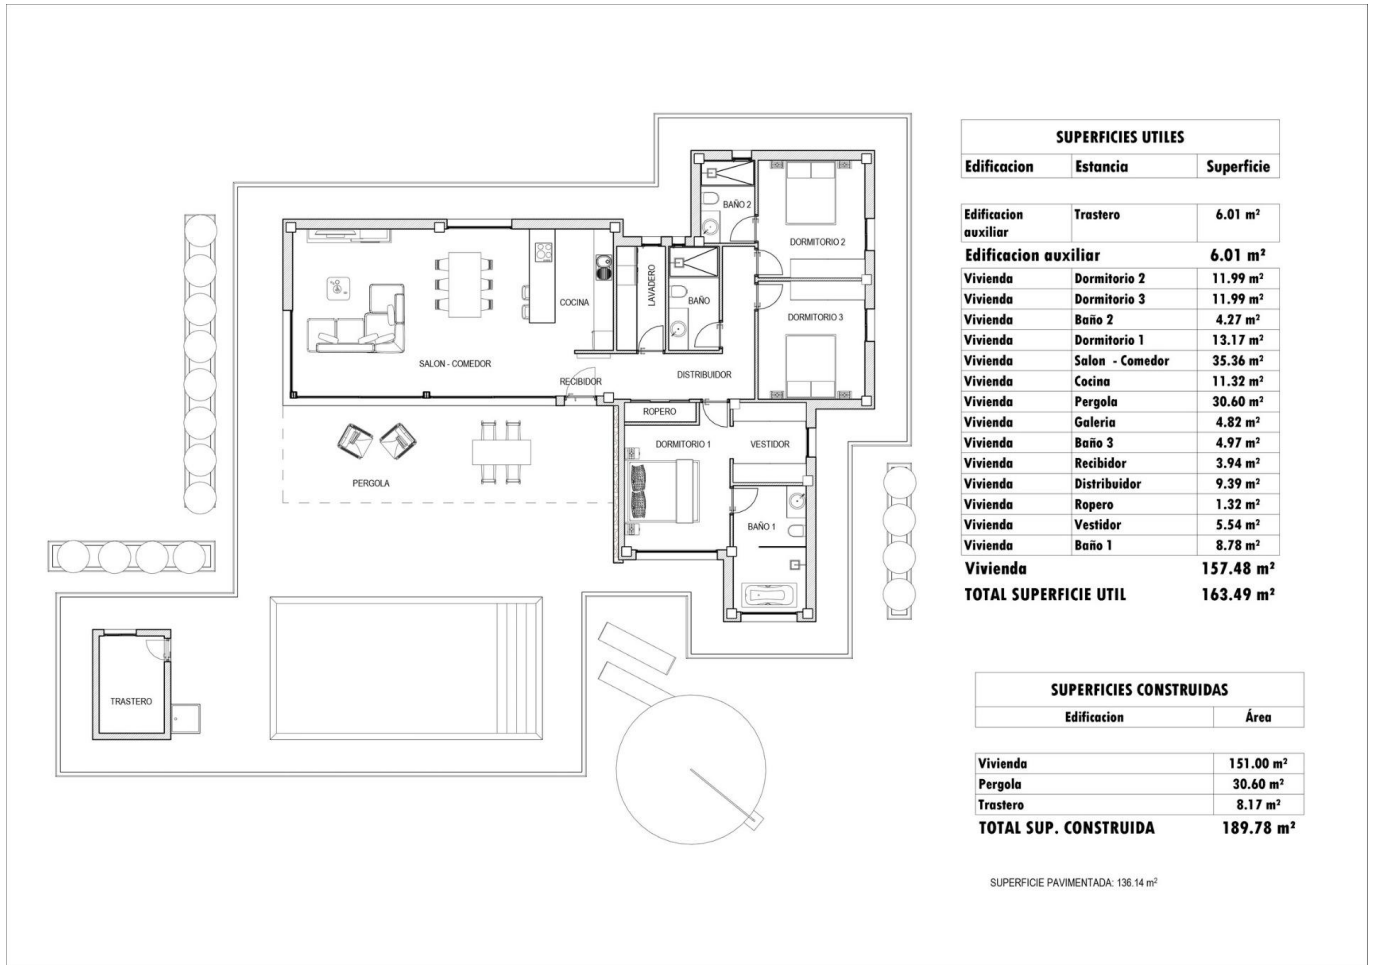 BAÑO 2
DORMITORIO 2
LAVADERO
BAÑO
COCINA
DORMITORIO 3
SALON - COMEDOR
RECIBIDOR
DISTRIBUIDOR
ROPERO
DORMITORIO 1
VESTIDOR
PERGOLA
BAÑO 1
TRASTERO
SUPERFICIES UTILES
Edificacion Estancia Superficie
Edificacion auxiliar Trastero 6.01 m²
Edificacion auxiliar 6.01 m²
Vivienda Dormitorio 2 11.99 m²
Vivienda Dormitorio 3 11.99 m²
Vivienda Baño 2 4.27 m²
Vivienda Dormitorio 1 13.17 m²
Vivienda Salon - Comedor 35.36 m²
Vivienda Cocina 11.32 m²
Vivienda Pergola 30.60 m²
Vivienda Galeria 4.82 m²
Vivienda Baño 3 4.97 m²
Vivienda Recibidor 3.94 m²
Vivienda Distribuidor 9.39 m²
Vivienda Ropero 1.32 m²
Vivienda Vestidor 5.54 m²
Vivienda Baño 1 8.78 m²
Vivienda 157.48 m²
TOTAL SUPERFICIE UTIL 163.49 m²
SUPERFICIES CONSTRUIDAS
Edificacion Área
Vivienda 151.00 m²
Pergola 30.60 m²
Trastero 8.17 m²
TOTAL SUP. CONSTRUIDA 189.78 m²
SUPERFICIE PAVIMENTADA: 136.14 m²